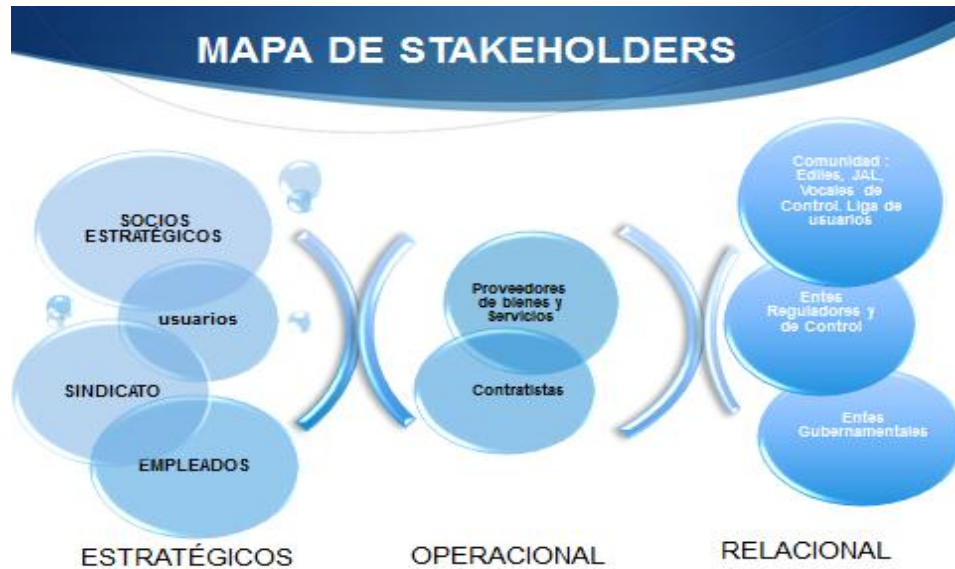 MAPA DE STAKEHOLDERS
SOCIOS
ESTRATÉGICOS
usuarios
SINDICATO
EMPLEADOS
ESTRATÉGICOS
Proveedores
de bienes y
Servicios
Contratistas
OPERACIONAL
Comunidad :
Ediles, JAL,
Vocales de
Control. Liga de
usuarios
Entes
Reguladores y
de Control
Entes
Gubernamentales
RELACIONAL